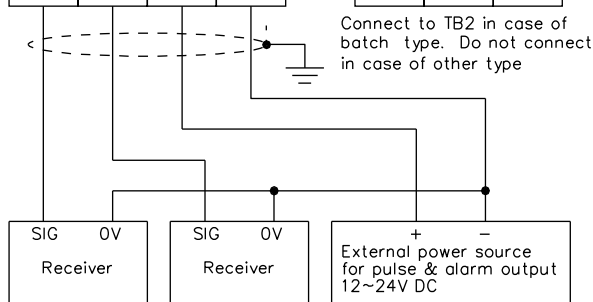 Connect to TB2 in case of
batch type. Do not connect
in case of other type
SIG 0V SIG 0V + −
Receiver Receiver
External power source
for pulse & alarm output
12~24V DC